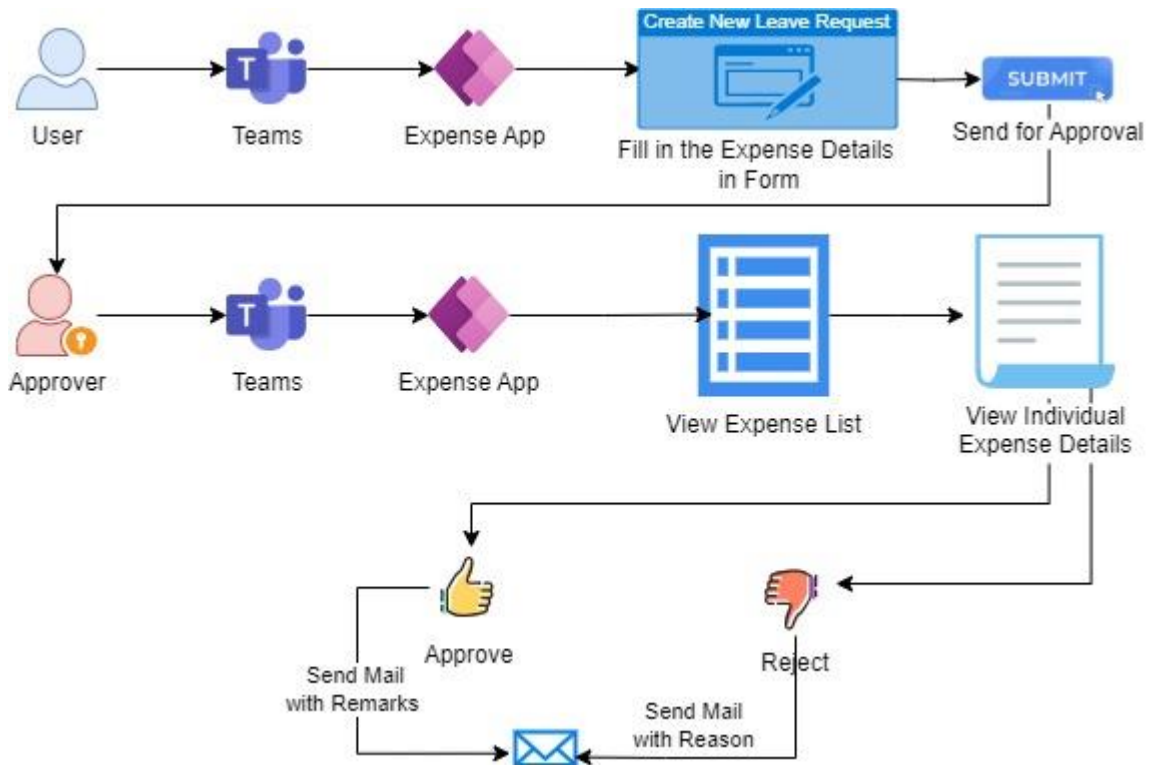 Create New Leave Request
SUBMIT
User
Teams
Expense App
Fill in the Expense Details
in Form
Send for Approval
Approver
Teams
Expense App
View Expense List
View Individual
Expense Details
Approve
Reject
Send Mail
with Remarks
Send Mail
with Reason